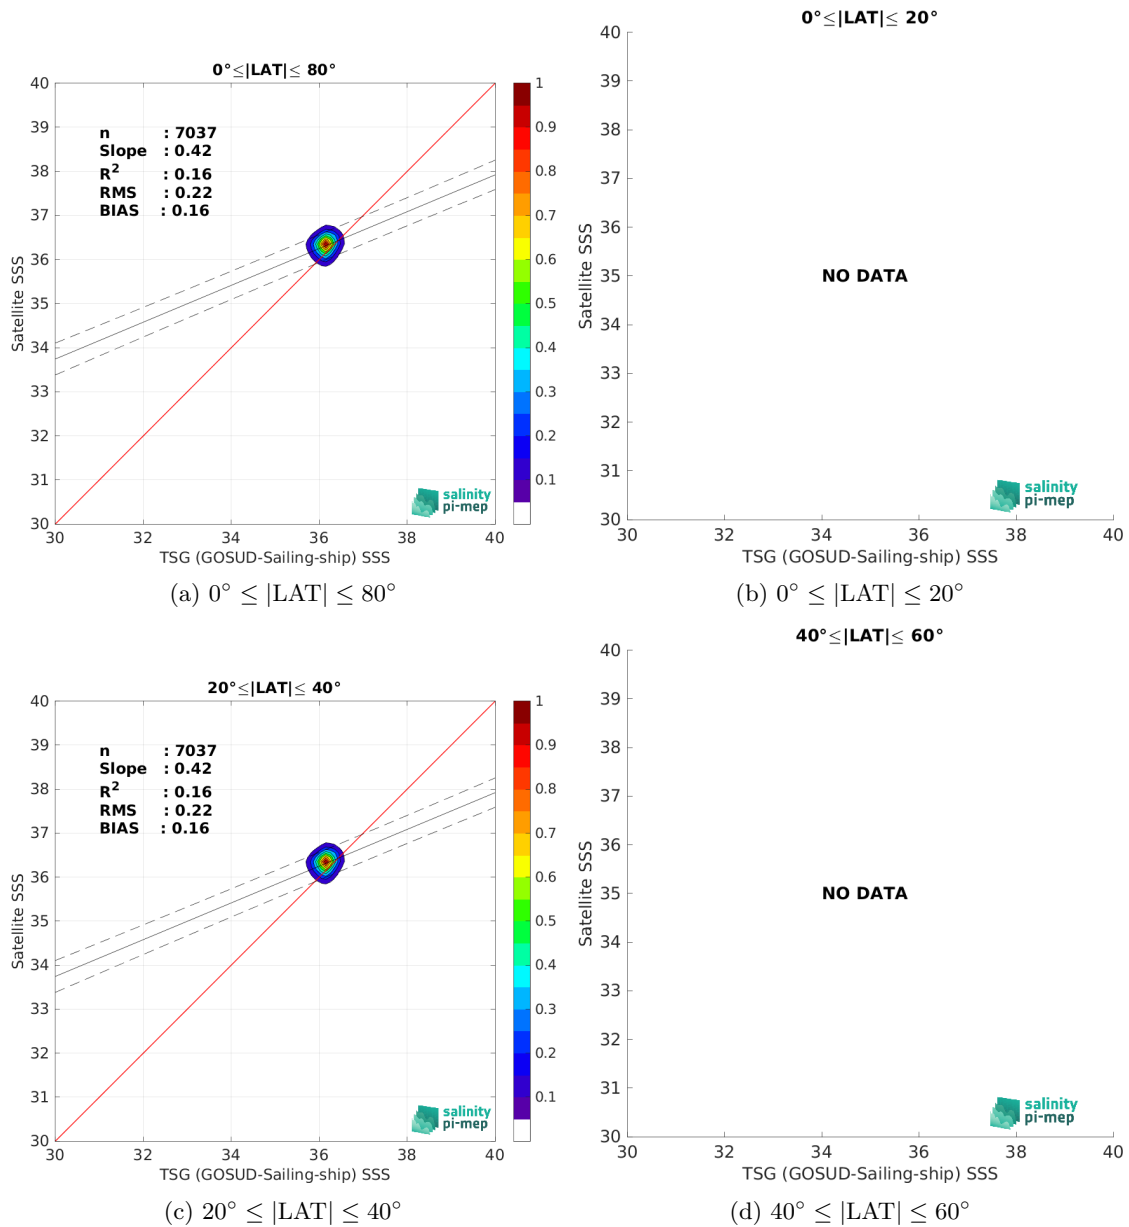 0°≤|LAT|≤ 80°
40
39
38
37
36
35
34
33
32
31
30
Satellite SSS
n : 7037
Slope : 0.42
R² : 0.16
RMS : 0.22
BIAS : 0.16
salinity
pi-mep
30 32 34 36 38 40
TSG (GOSUD-Sailing-ship) SSS
1
0.9
0.8
0.7
0.6
0.5
0.4
0.3
0.2
0.1
(a) 0° ≤ |LAT| ≤ 80°
0°≤|LAT|≤ 20°
40
39
38
37
36
35
34
33
32
31
30
Satellite SSS
NO DATA
salinity
pi-mep
30 32 34 36 38 40
TSG (GOSUD-Sailing-ship) SSS
(b) 0° ≤ |LAT| ≤ 20°
20°≤|LAT|≤ 40°
40
39
38
37
36
35
34
33
32
31
30
Satellite SSS
n : 7037
Slope : 0.42
R² : 0.16
RMS : 0.22
BIAS : 0.16
salinity
pi-mep
30 32 34 36 38 40
TSG (GOSUD-Sailing-ship) SSS
1
0.9
0.8
0.7
0.6
0.5
0.4
0.3
0.2
0.1
(c) 20° ≤ |LAT| ≤ 40°
40°≤|LAT|≤ 60°
40
39
38
37
36
35
34
33
32
31
30
Satellite SSS
NO DATA
salinity
pi-mep
30 32 34 36 38 40
TSG (GOSUD-Sailing-ship) SSS
(d) 40° ≤ |LAT| ≤ 60°